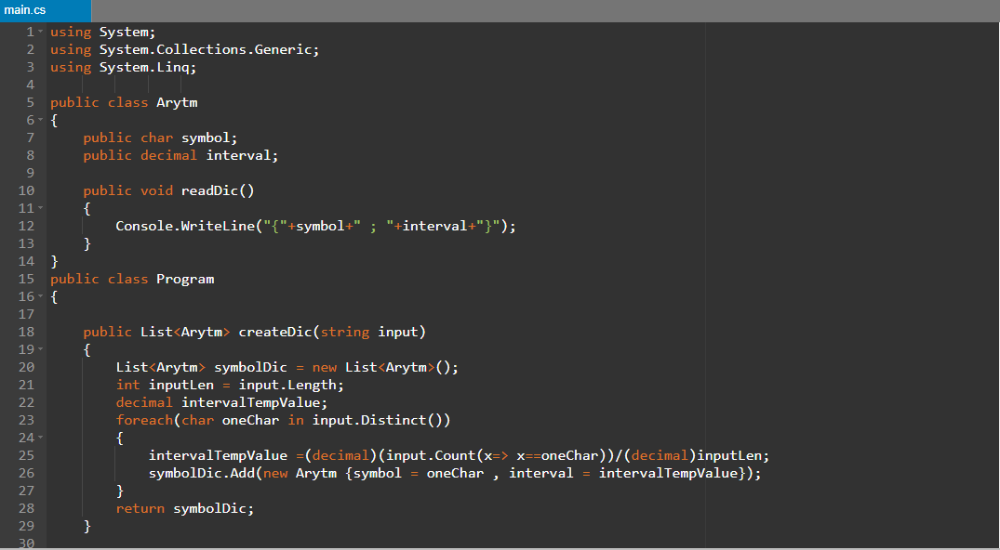 main.cs
1 using System;
2 using System.Collections.Generic;
3 using System.Linq;
4
5 public class Arytm
6 {
7     public char symbol;
8     public decimal interval;
9
10     public void readDic()
11     {
12         Console.WriteLine("{"+symbol+" ; "+interval+"}");
13     }
14 }
15 public class Program
16 {
17
18     public List<Arytm> createDic(string input)
19     {
20         List<Arytm> symbolDic = new List<Arytm>();
21         int inputLen = input.Length;
22         decimal intervalTempValue;
23         foreach(char oneChar in input.Distinct())
24         {
25             intervalTempValue =(decimal)(input.Count(x=> x==oneChar))/(decimal)inputLen;
26             symbolDic.Add(new Arytm {symbol = oneChar , interval = intervalTempValue});
27         }
28         return symbolDic;
29     }
30